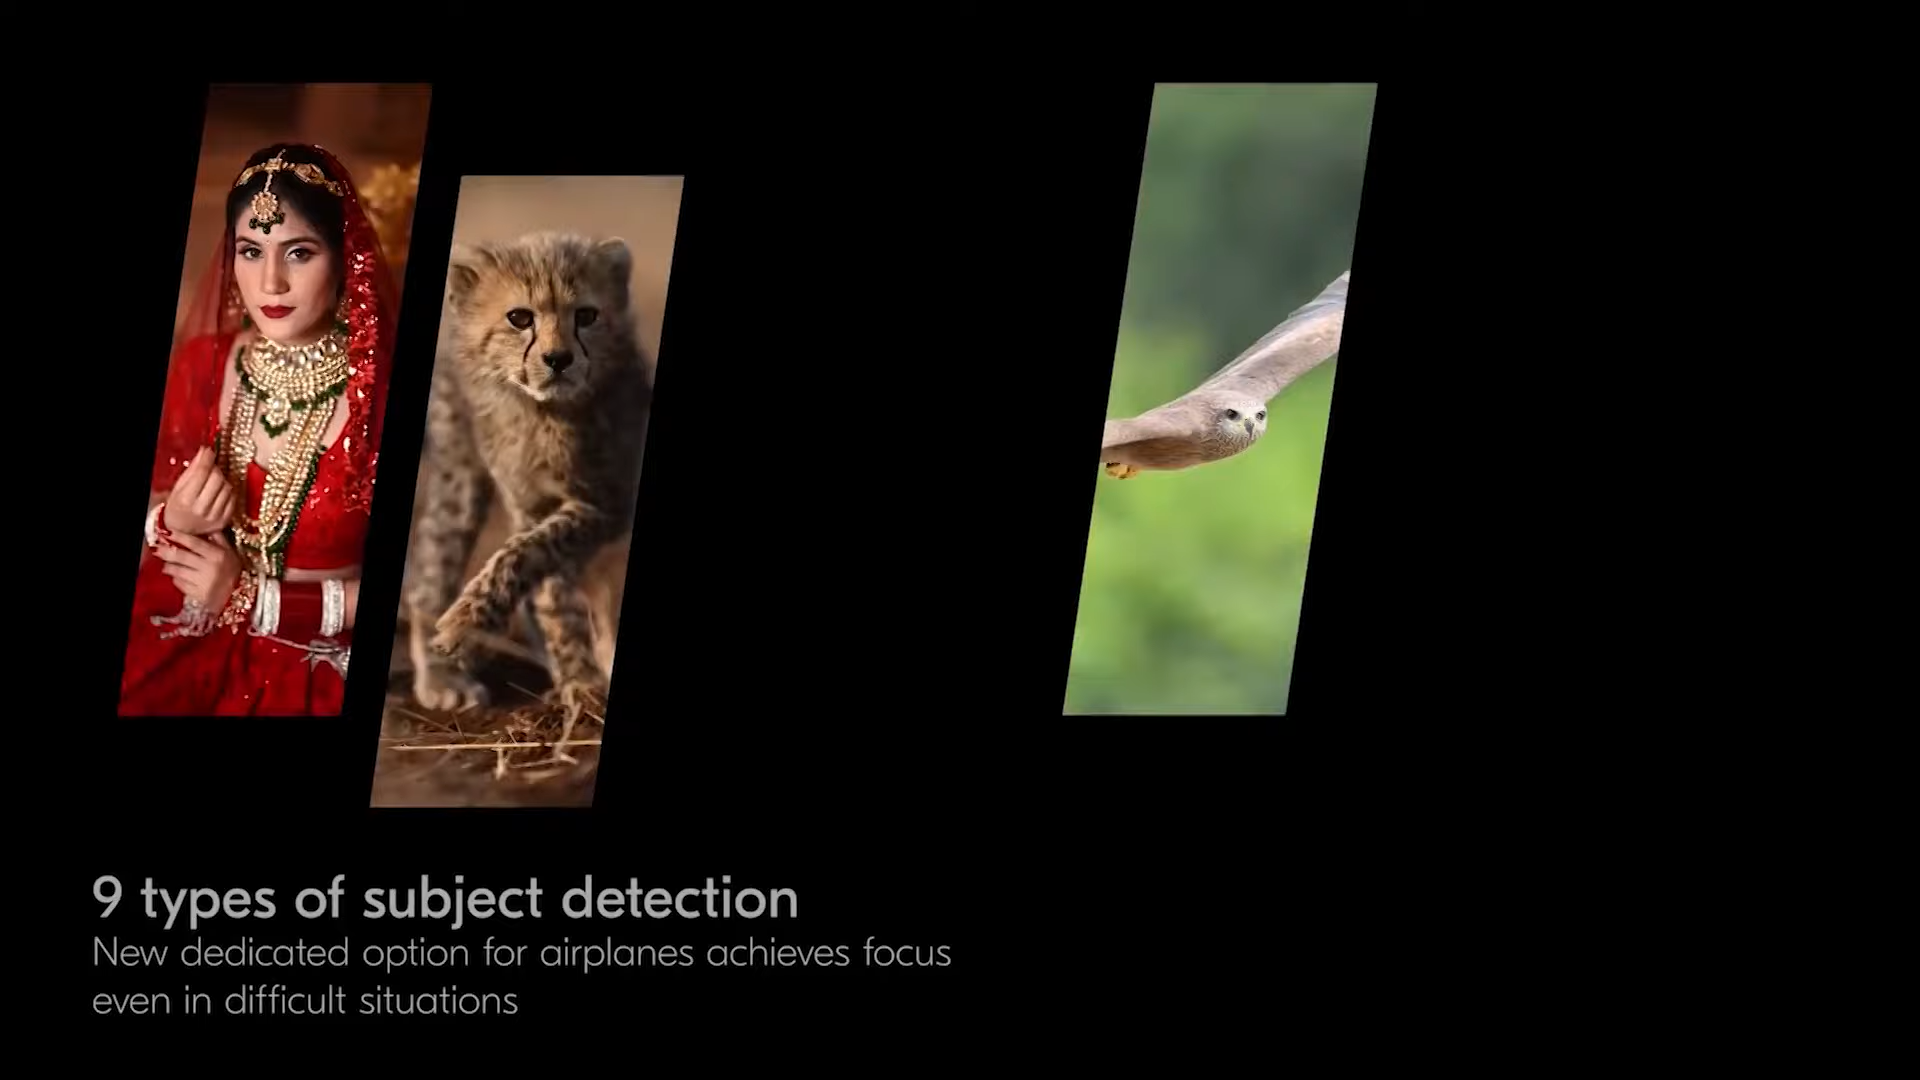 9 types of subject detection
New dedicated option for airplanes achieves focus
even in difficult situations